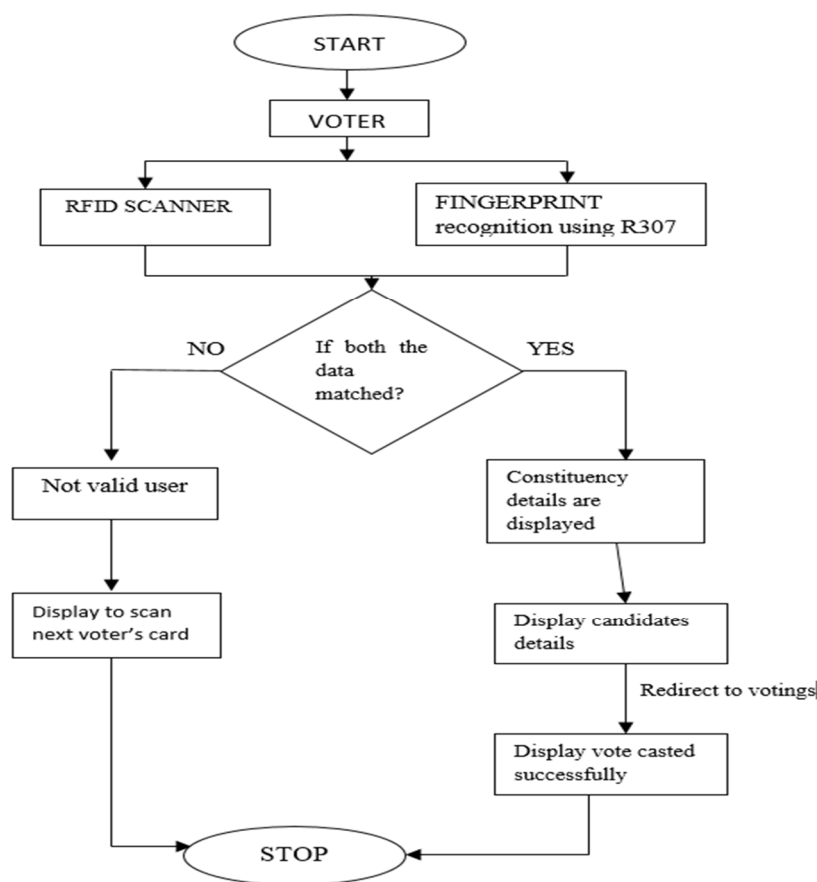 START
VOTER
RFID SCANNER
FINGERPRINT
recognition using R307
NO
If both the
data
matched?
YES
Not valid user
Constituency
details are
displayed
Display to scan
next voter's card
Display candidates
details
Redirect to votings
Display vote casted
successfully
STOP